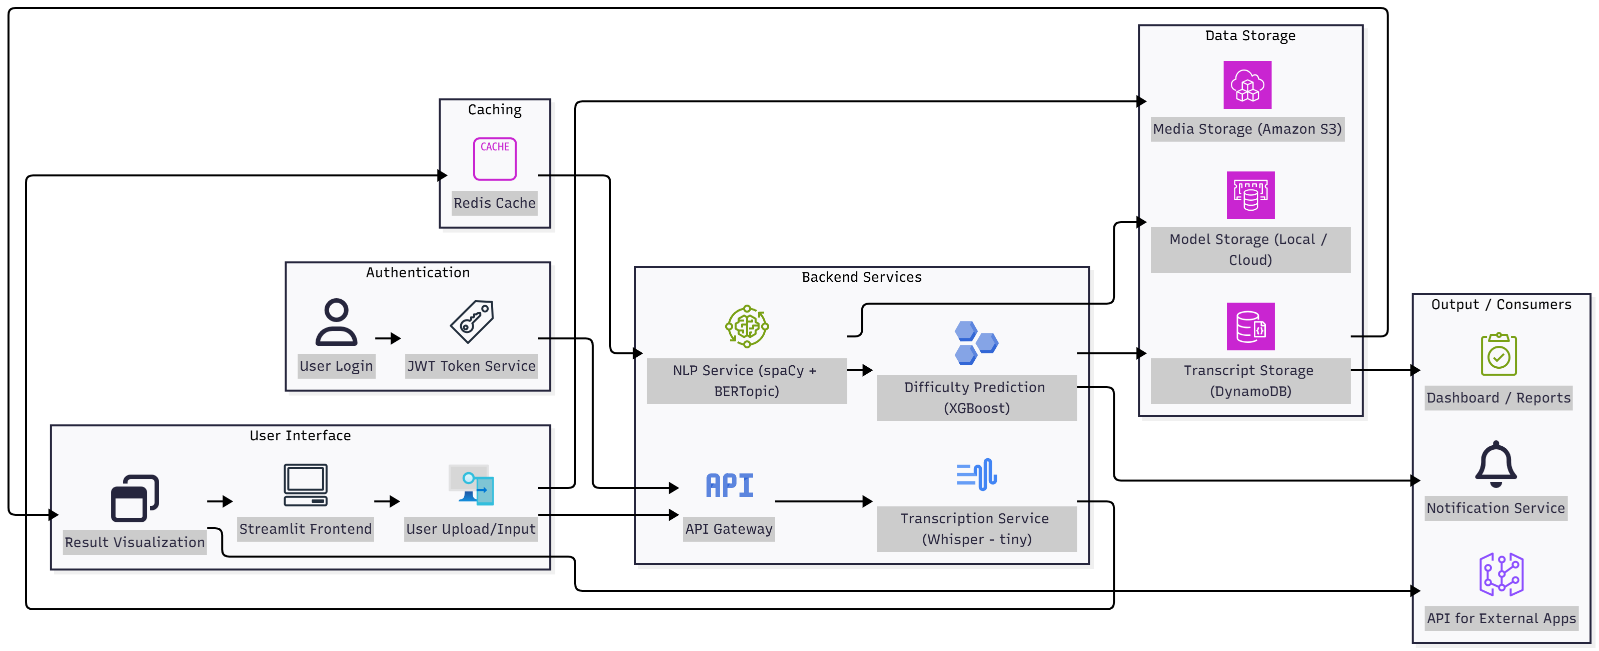 Data Storage
Media Storage (Amazon S3)
Model Storage (Local /
Cloud)
Transcript Storage
(DynamoDB)
Caching
CACHE
Redis Cache
Authentication
User Login
JWT Token Service
Backend Services
NLP Service (spaCy +
BERTopic)
Difficulty Prediction
(XGBoost)
API
API Gateway
Transcription Service
(Whisper - tiny)
Output / Consumers
Dashboard / Reports
Notification Service
API for External Apps
User Interface
Result Visualization
Streamlit Frontend
User Upload/Input